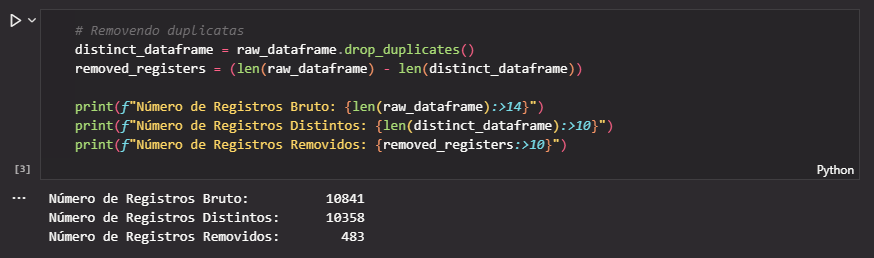 # Removendo duplicatas
distinct_dataframe = raw_dataframe.drop_duplicates()
removed_registers = (len(raw_dataframe) - len(distinct_dataframe))
print(f"Número de Registros Bruto: {len(raw_dataframe):>14}")
print(f"Número de Registros Distintos: {len(distinct_dataframe):>10}")
print(f"Número de Registros Removidos: {removed_registers:>10}")
[3]
Python
Número de Registros Bruto:          10841
Número de Registros Distintos:      10358
Número de Registros Removidos:        483